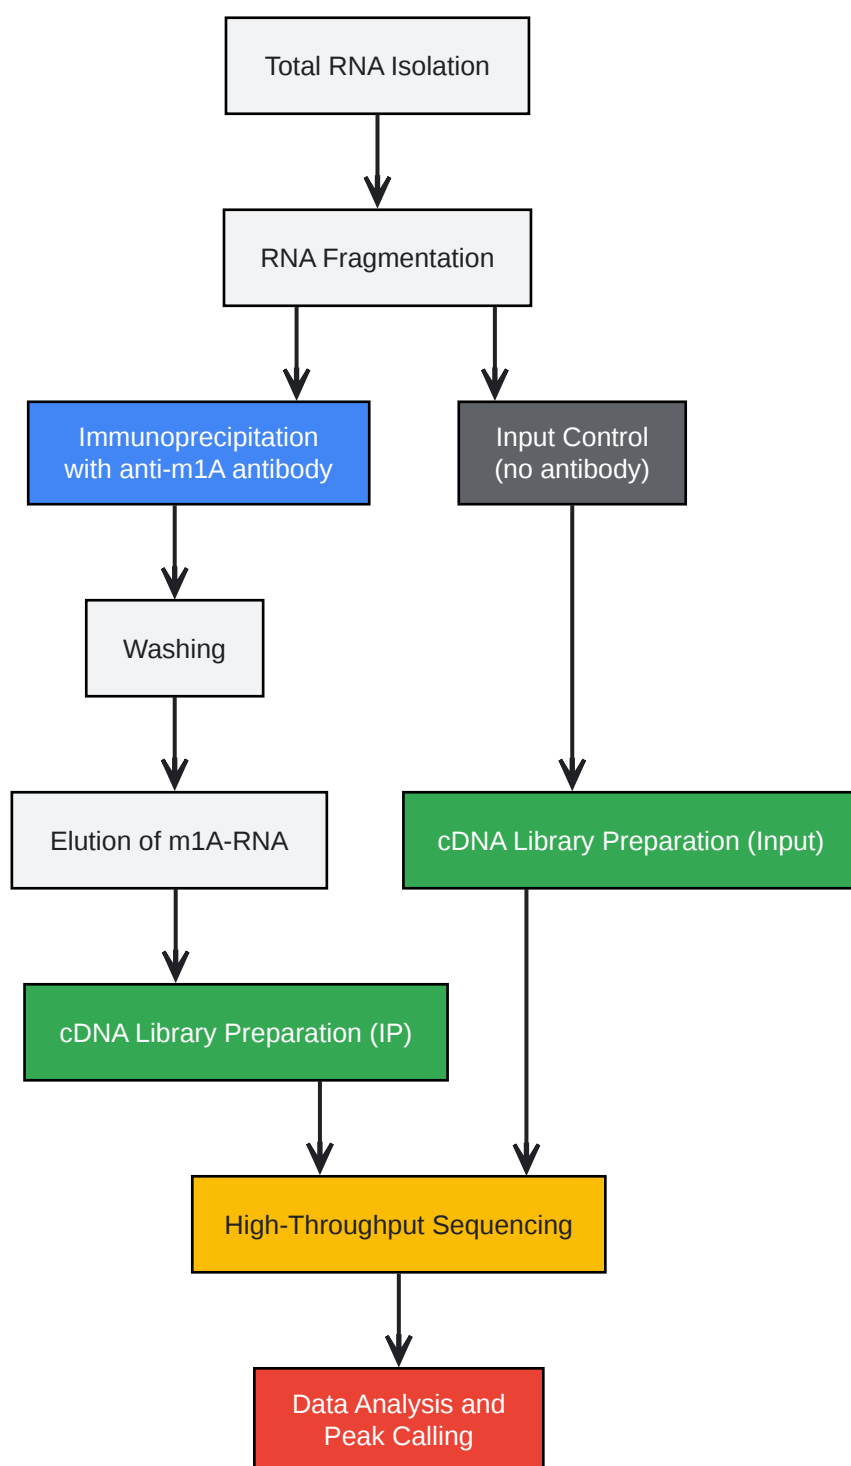 Total RNA Isolation
RNA Fragmentation
Immunoprecipitation
with anti-m1A antibody
Input Control
(no antibody)
Washing
Elution of m1A-RNA
cDNA Library Preparation (Input)
cDNA Library Preparation (IP)
High-Throughput Sequencing
Data Analysis and
Peak Calling